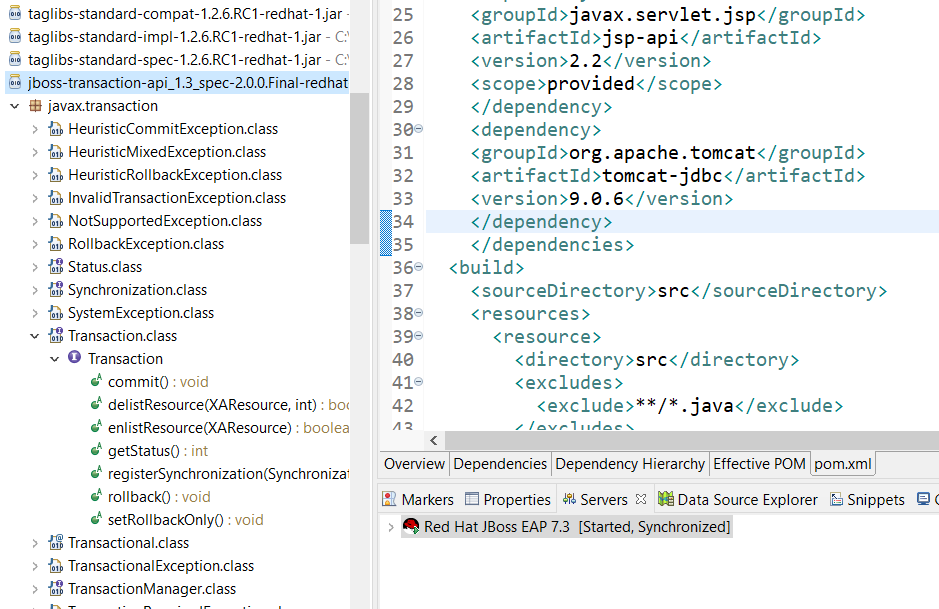 taglibs-standard-compat-1.2.6.RC1-redhat-1.jar -
taglibs-standard-impl-1.2.6.RC1-redhat-1.jar - C:\
taglibs-standard-spec-1.2.6.RC1-redhat-1.jar - C:
jboss-transaction-api_1.3_spec-2.0.0.Final-redhat
javax.transaction
HeuristicCommitException.class
HeuristicMixedException.class
HeuristicRollbackException.class
InvalidTransactionException.class
NotSupportedException.class
RollbackException.class
Status.class
Synchronization.class
SystemException.class
Transaction.class
Transaction
commit() : void
delistResource(XAResource, int) : boo
enlistResource(XAResource) : boolea
getStatus() : int
registerSynchronization(Synchronizat
rollback() : void
setRollbackOnly() : void
Transactional.class
TransactionalException.class
TransactionManager.class
25 <groupId>javax.servlet.jsp</groupId>
26 <artifactId>jsp-api</artifactId>
27 <version>2.2</version>
28 <scope>provided</scope>
29 </dependency>
30 <dependency>
31 <groupId>org.apache.tomcat</groupId>
32 <artifactId>tomcat-jdbc</artifactId>
33 <version>9.0.6</version>
34 </dependency>
35 </dependencies>
36 <build>
37 <sourceDirectory>src</sourceDirectory>
38 <resources>
39 <resource>
40 <directory>src</directory>
41 <excludes>
42 <exclude>**/*.java</exclude>
43 </excludes>
Overview Dependencies Dependency Hierarchy Effective POM pom.xml
Markers Properties Servers Data Source Explorer Snippets
Red Hat JBoss EAP 7.3 [Started, Synchronized]